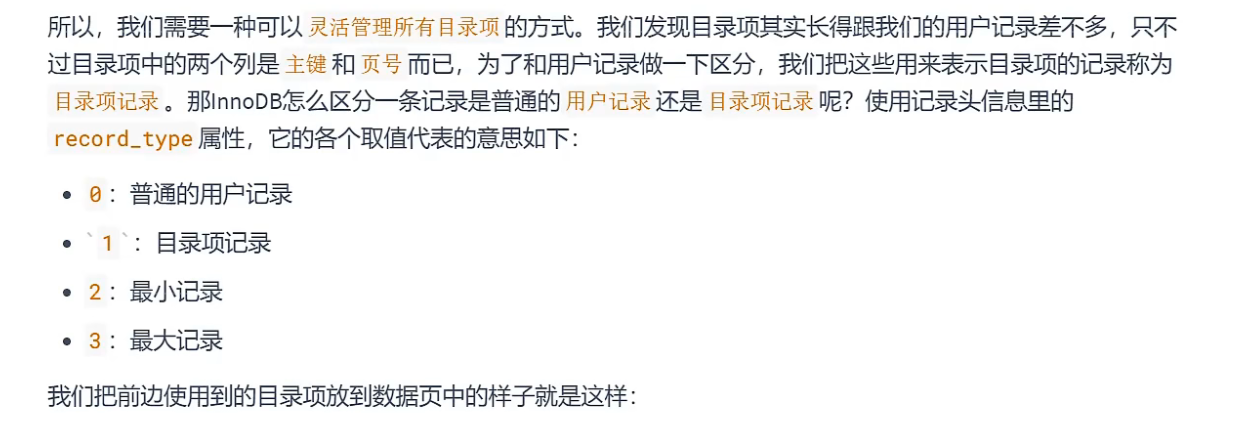 所以，我们需要一种可以 灵活管理所有目录项 的方式。我们发现目录项其实长得跟我们的用户记录差不多，只不
过目录项中的两个列是 主键 和 页号 而已，为了和用户记录做一下区分，我们把这些用来表示目录项的记录称为
目录项记录 。那InnoDB怎么区分一条记录是普通的 用户记录 还是 目录项记录 呢？使用记录头信息里的
record_type 属性，它的各个取值代表的意思如下：
• 0 ：普通的用户记录
• ` 1 ` ：目录项记录
• 2 ：最小记录
• 3 ：最大记录
我们把前边使用到的目录项放到数据页中的样子就是这样：